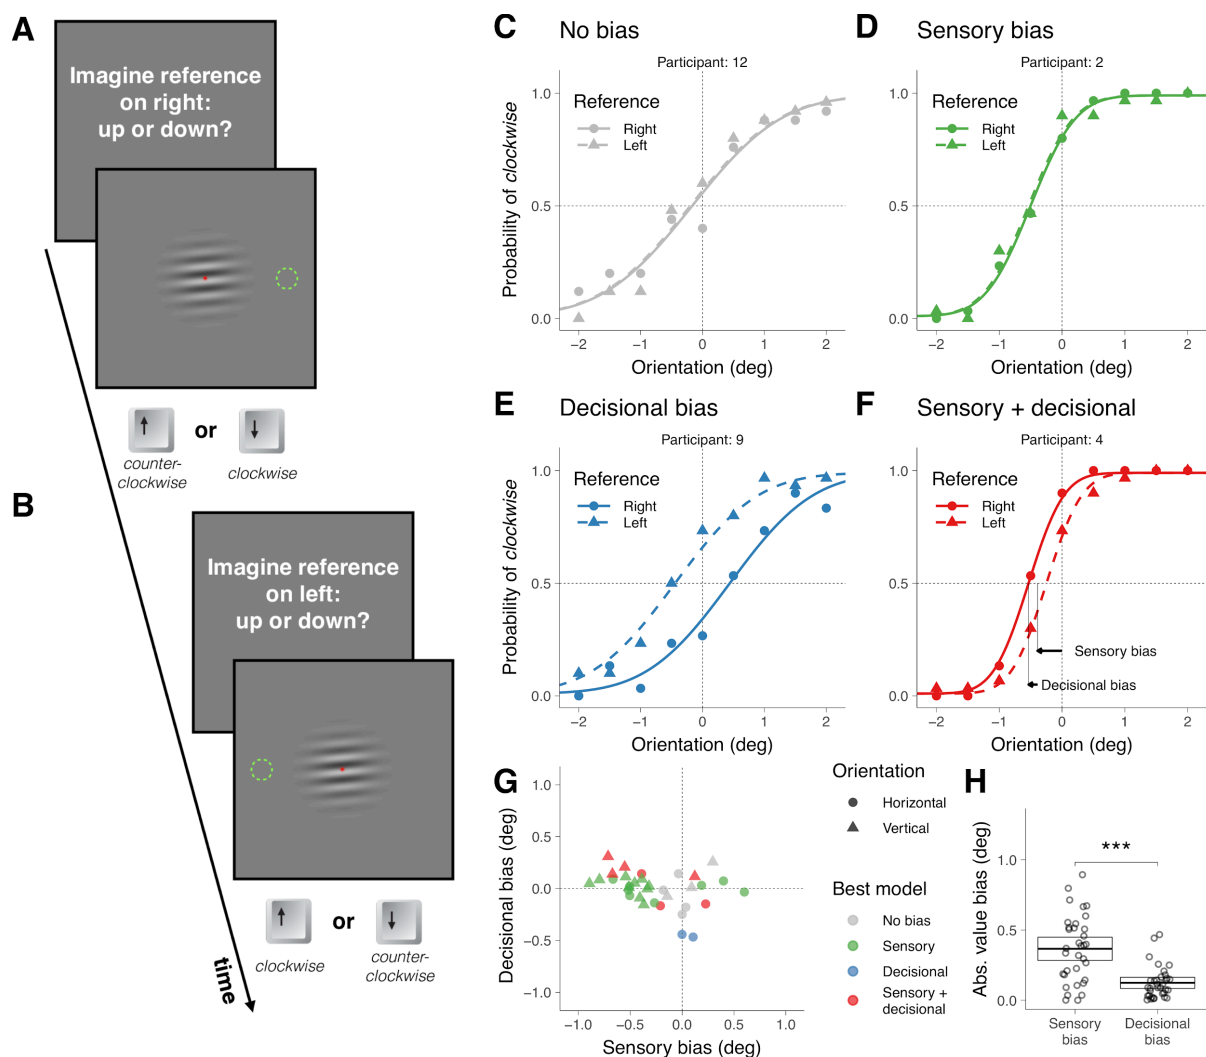 A
Imagine reference
on right:
up or down?
or
counter-
clockwise
clockwise
B
Imagine reference
on left:
up or down?
or
clockwise
counter-
clockwise
time
C
No bias
Participant: 12
Reference
Right
Left
Probability of clockwise
1.0
0.5
0.0
−2
−1
0
1
2
Orientation (deg)
D
Sensory bias
Participant: 2
Reference
Right
Left
1.0
0.5
0.0
−2
−1
0
1
2
Orientation (deg)
E
Decisional bias
Participant: 9
Reference
Right
Left
Probability of clockwise
1.0
0.5
0.0
−2
−1
0
1
2
Orientation (deg)
F
Sensory + decisional
Participant: 4
Reference
Right
Left
Sensory bias
Decisional bias
1.0
0.5
0.0
−2
−1
0
1
2
Orientation (deg)
G
Decisional bias (deg)
1.0
0.5
0.0
−0.5
−1.0
−1.0
−0.5
0.0
0.5
1.0
Sensory bias (deg)
Orientation
Horizontal
Vertical
Best model
No bias
Sensory
Decisional
Sensory +
decisional
H
Abs. value bias (deg)
1.0
0.5
0.0
***
Sensory
bias
Decisional
bias